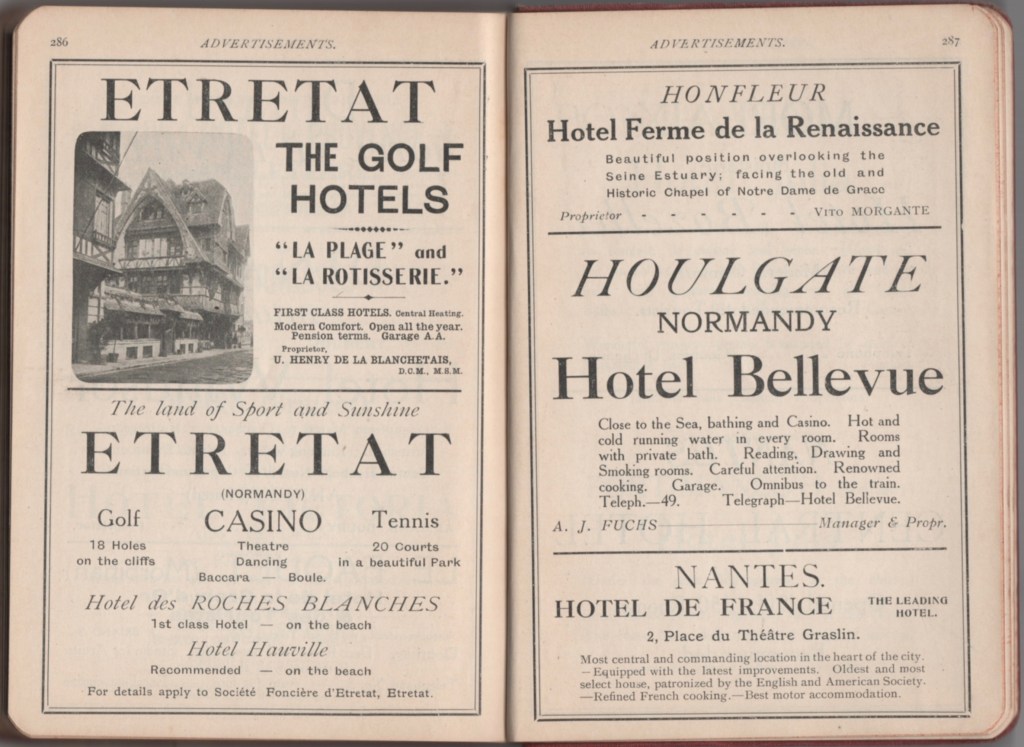 286
ADVERTISEMENTS.
ETRETAT
THE GOLF
HOTELS
“LA PLAGE” and
“LA ROTISSERIE.”
FIRST CLASS HOTELS. Central Heating.
Modern Comfort. Open all the year.
Pension terms. Garage A.A.
Proprietor,
U. HENRY DE LA BLANCHETAIS,
D.C.M., M.S.M.
The land of Sport and Sunshine
ETRETAT
(NORMANDY)
Golf CASINO Tennis
18 Holes Theatre 20 Courts
on the cliffs Dancing in a beautiful Park
Baccara — Boule.
Hotel des ROCHES BLANCHES
1st class Hotel — on the beach
Hotel Hauville
Recommended — on the beach
For details apply to Société Foncière d'Etretat, Etretat.
ADVERTISEMENTS.
287
HONFLEUR
Hotel Ferme de la Renaissance
Beautiful position overlooking the
Seine Estuary; facing the old and
Historic Chapel of Notre Dame de Grace
Proprietor - - - - - - VITO MORGANTE
HOULGATE
NORMANDY
Hotel Bellevue
Close to the Sea, bathing and Casino. Hot and
cold running water in every room. Rooms
with private bath. Reading, Drawing and
Smoking rooms. Careful attention. Renowned
cooking. Garage. Omnibus to the train.
Teleph.—49. Telegraph—Hotel Bellevue.
A. J. FUCHS Manager & Propr.
NANTES.
HOTEL DE FRANCE THE LEADING
HOTEL.
2, Place du Théâtre Graslin.
Most central and commanding location in the heart of the city.
—Equipped with the latest improvements. Oldest and most
select house, patronized by the English and American Society.
—Refined French cooking.—Best motor accommodation.